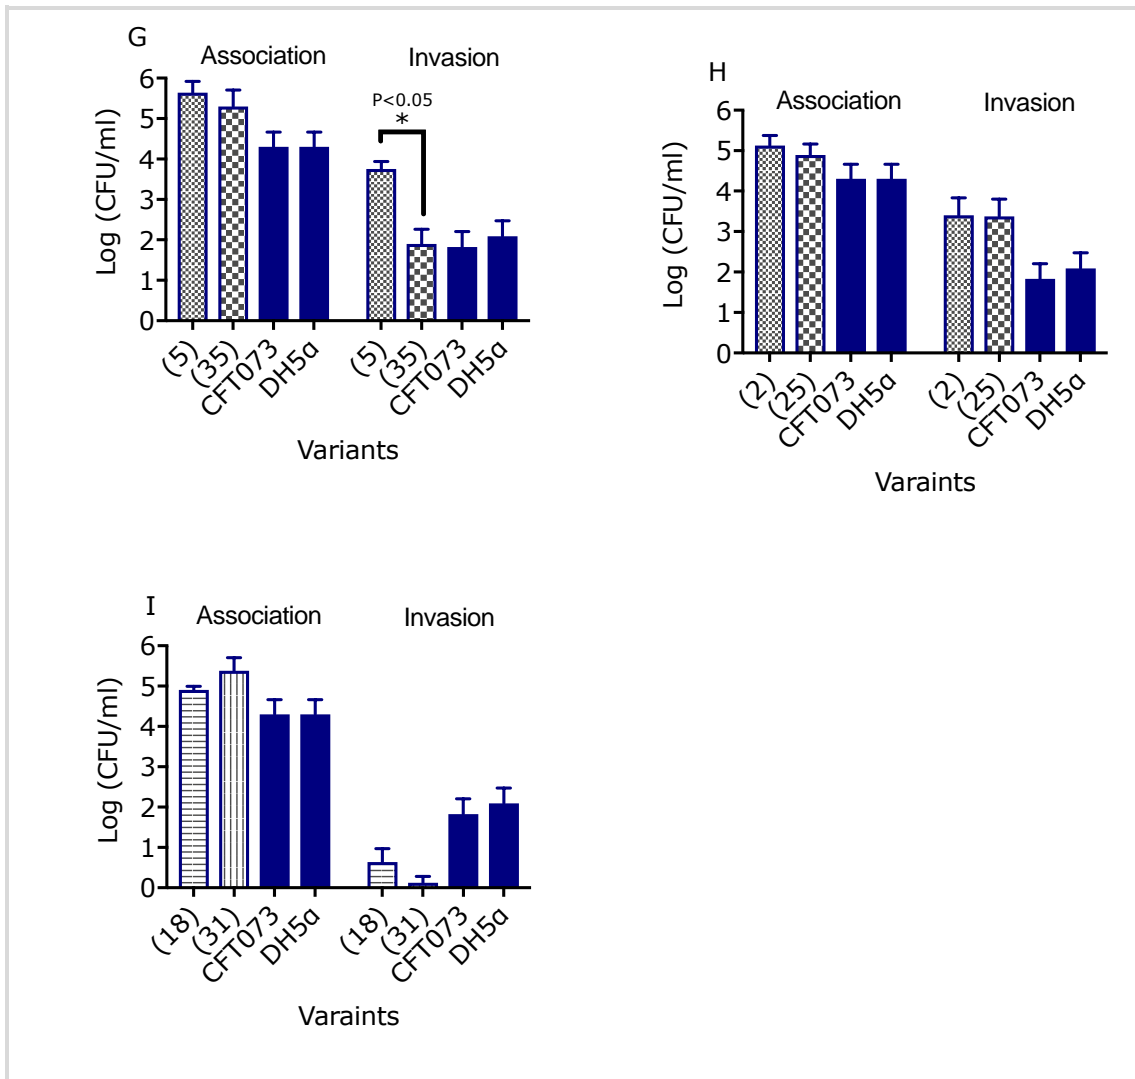 G
Association Invasion
P<0.05
*
Log (CFU/ml)
6
5
4
3
2
1
0
(5) (35) CFT073 DH5α (5) (35) CFT073 DH5α
Variants
H
Association Invasion
Log (CFU/ml)
6
5
4
3
2
1
0
(2) (25) CFT073 DH5α (2) (25) CFT073 DH5α
Varaints
I
Association Invasion
Log (CFU/ml)
6
5
4
3
2
1
0
(18) (31) CFT073 DH5α (18) (31) CFT073 DH5α
Varaints